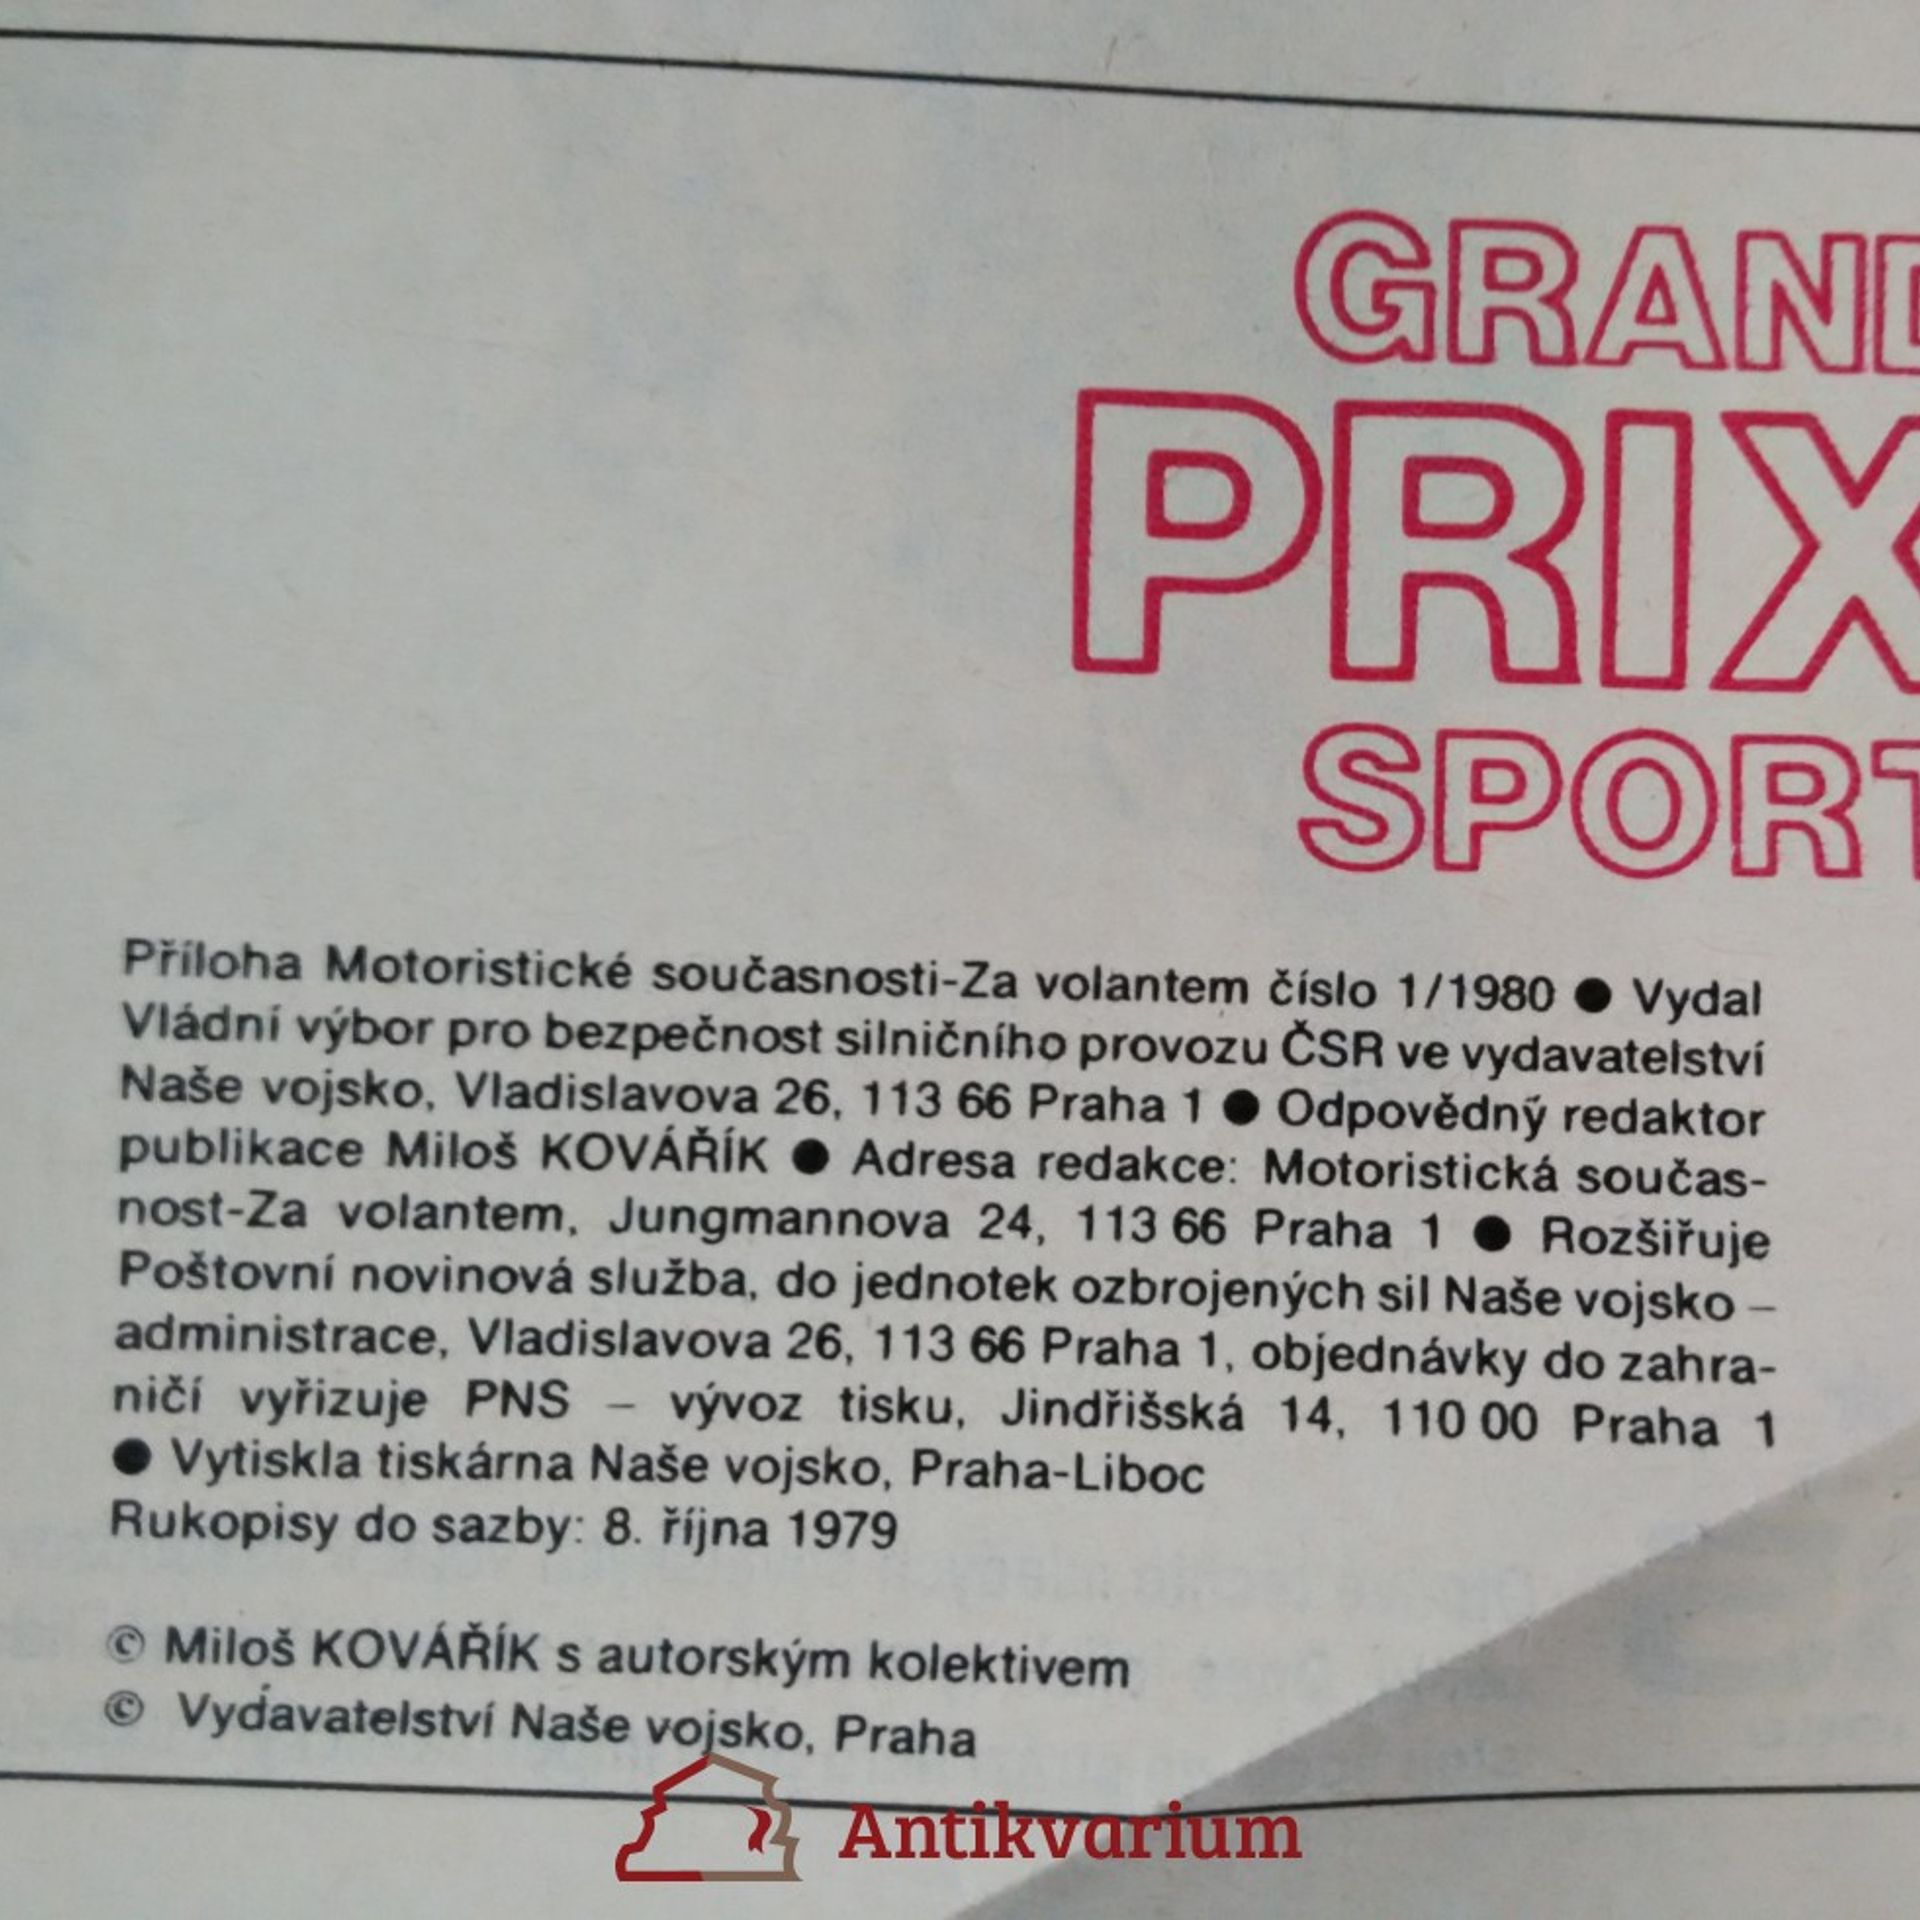 GRAND
PRIX
SPORT
Příloha Motoristické současnosti-Za volantem číslo 1/1980 ● Vydal
Vládní výbor pro bezpečnost silničního provozu ČSR ve vydavatelství
Naše vojsko, Vladislavova 26, 113 66 Praha 1 ● Odpovědný redaktor
publikace Miloš KOVÁŘÍK ● Adresa redakce: Motoristická součas-
nost-Za volantem, Jungmannova 24, 113 66 Praha 1 ● Rozšiřuje
Poštovní novinová služba, do jednotek ozbrojených sil Naše vojsko –
administrace, Vladislavova 26, 113 66 Praha 1, objednávky do zahra-
ničí vyřizuje PNS – vývoz tisku, Jindřišská 14, 110 00 Praha 1
● Vytiskla tiskárna Naše vojsko, Praha-Liboc
Rukopisy do sazby: 8. října 1979
© Miloš KOVÁŘÍK s autorským kolektivem
© Vydavatelství Naše vojsko, Praha
Antikvarium